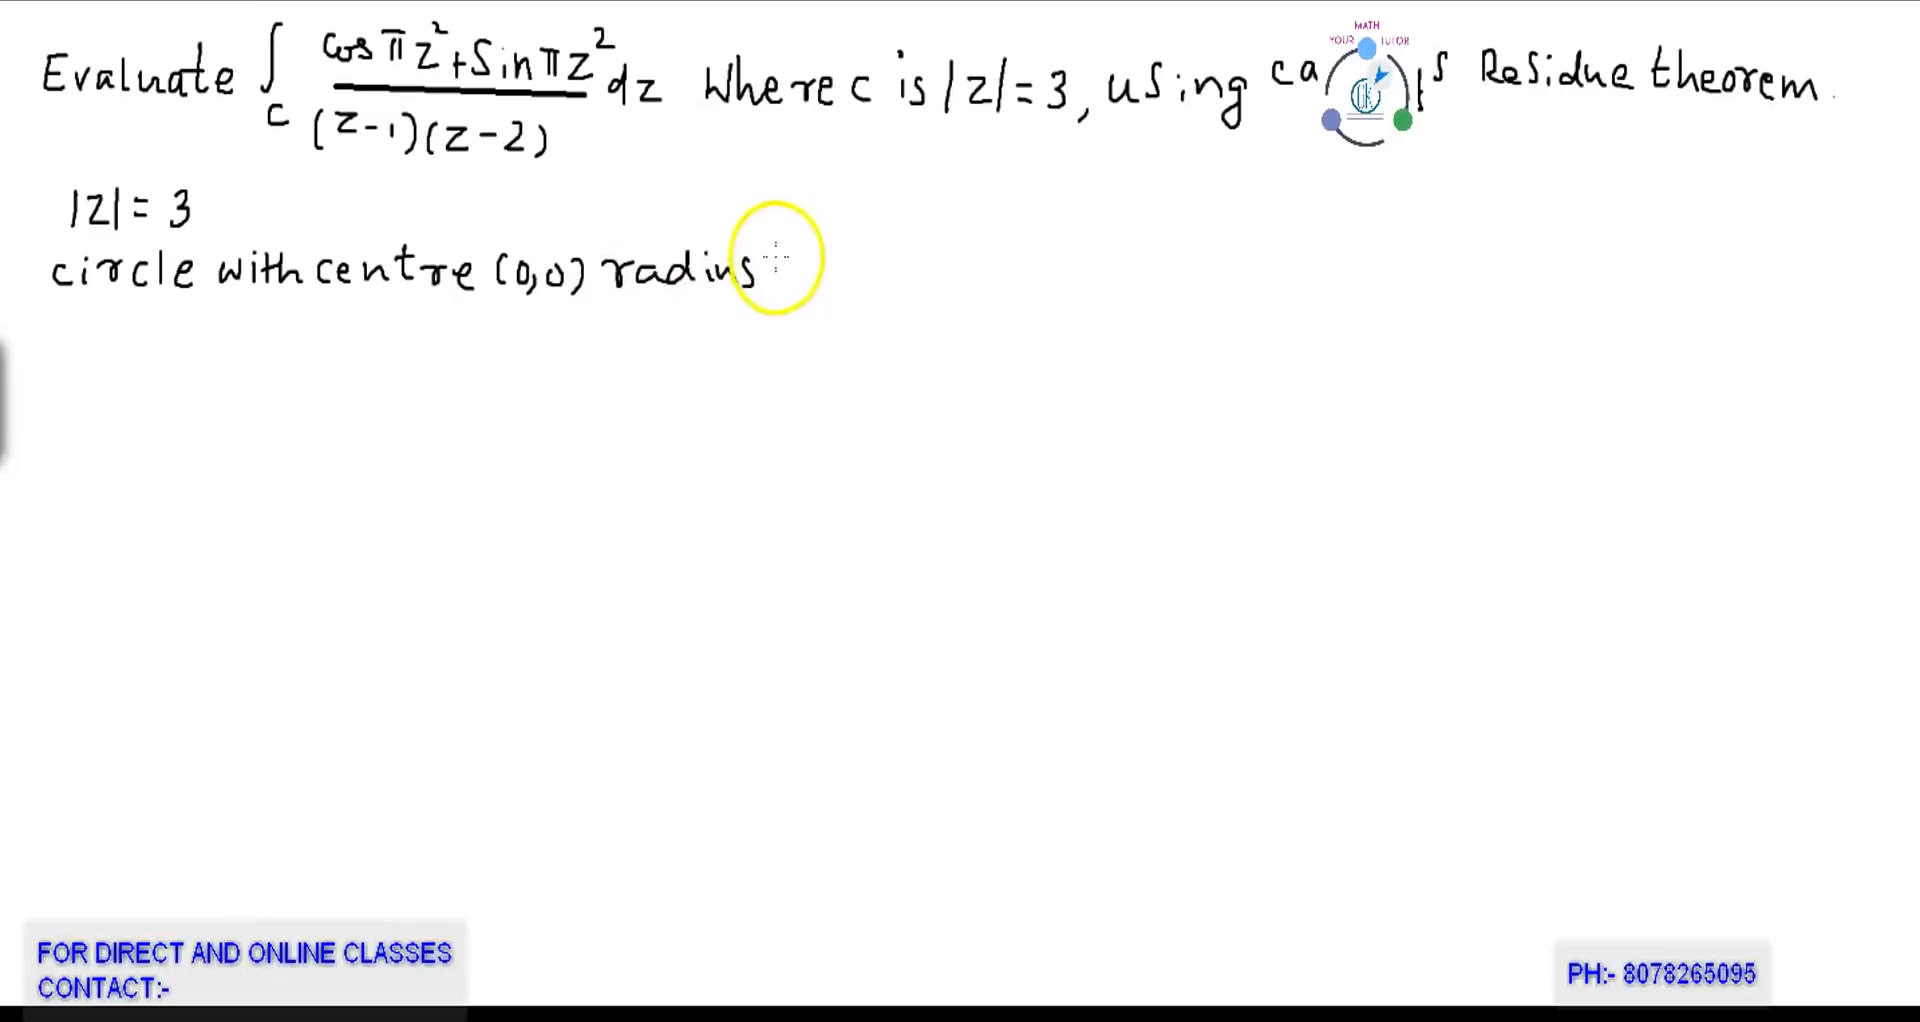 Evaluate ∫ cos πz²+Sin πz² dz where c is |z|=3, using ca 's Residue theorem.
C (z-1)(z-2)
MATH
YOUR TUTOR
|z|= 3
circle with centre (0,0) radius
FOR DIRECT AND ONLINE CLASSES
CONTACT:-
PH:- 8078265095